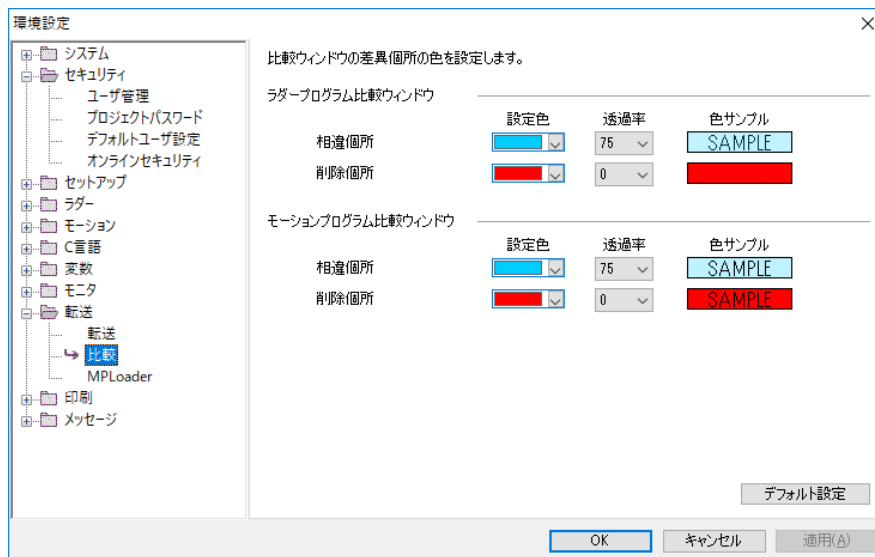 環境設定
システム
セキュリティ
ユーザ管理
プロジェクトパスワード
デフォルトユーザ設定
オンラインセキュリティ
セットアップ
ラダー
モーション
C言語
変数
モニタ
転送
転送
比較
MPLoader
印刷
メッセージ
比較ウィンドウの差異個所の色を設定します。
ラダープログラム比較ウィンドウ
設定色 透過率 色サンプル
相違個所 75 SAMPLE
削除個所 0
モーションプログラム比較ウィンドウ
設定色 透過率 色サンプル
相違個所 75 SAMPLE
削除個所 0 SAMPLE
デフォルト設定
OK キャンセル 適用(A)